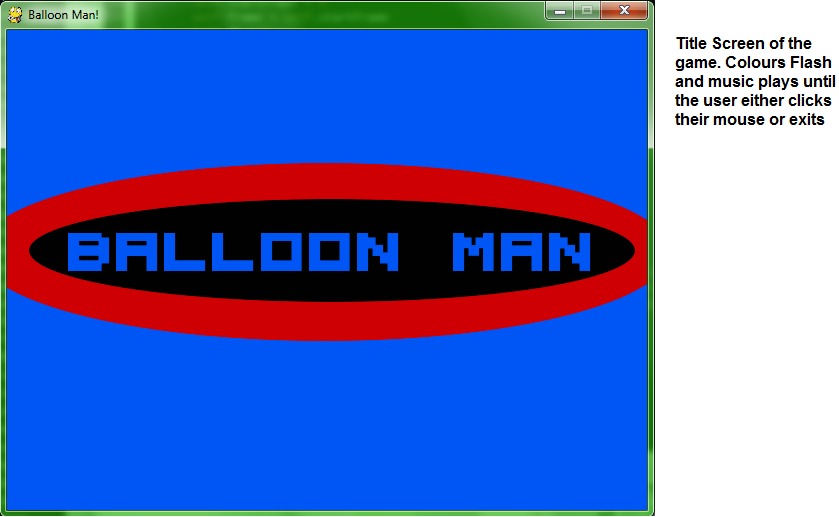 Balloon Man!
BALLOON MAN
Title Screen of the
game. Colours Flash
and music plays until
the user either clicks
their mouse or exits